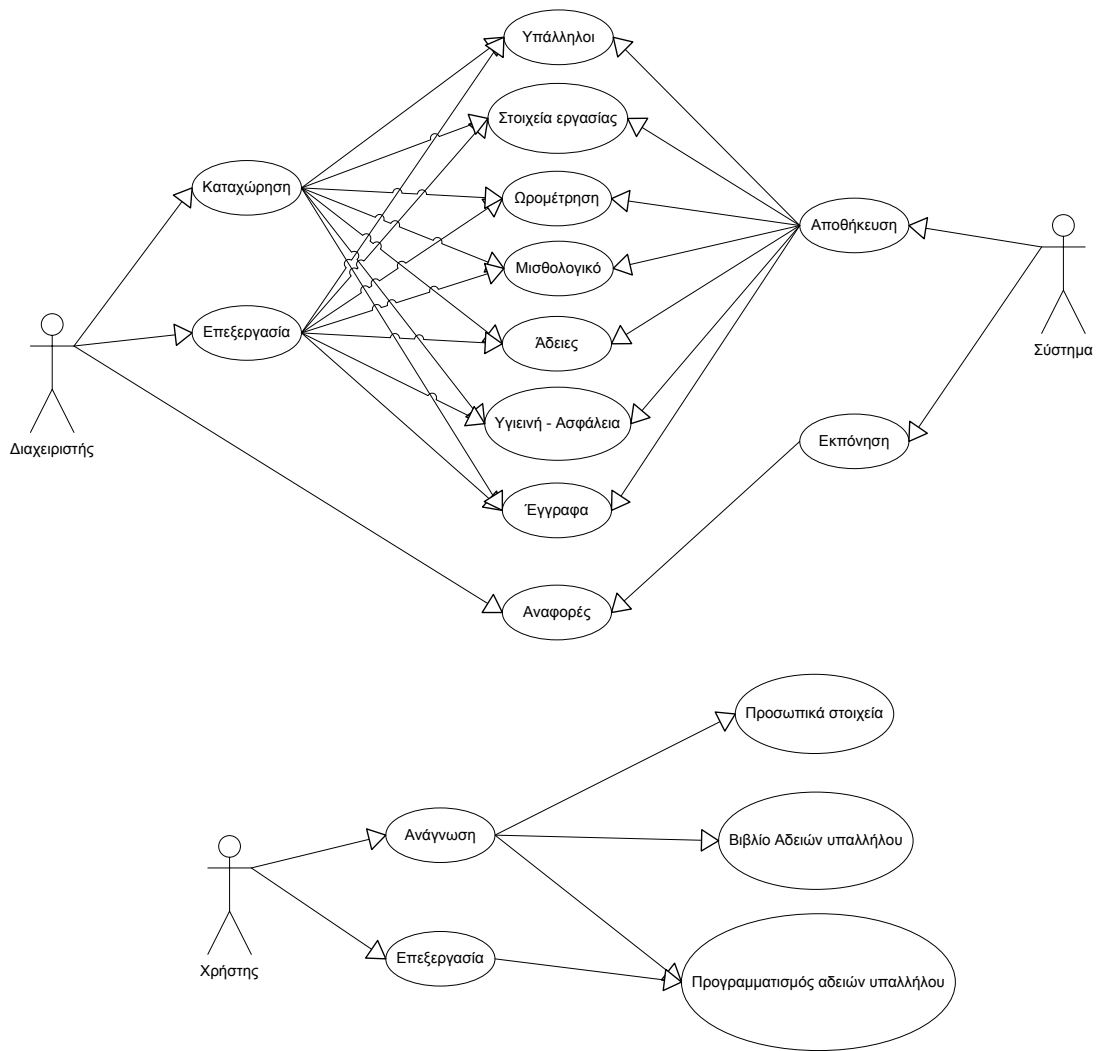 Υπάλληλοι
Στοιχεία εργασίας
Καταχώρηση
Ωρομέτρηση
Αποθήκευση
Μισθολογικό
Επεξεργασία
Άδειες
Σύστημα
Διαχειριστής
Υγιεινή - Ασφάλεια
Εκπόνηση
Έγγραφα
Αναφορές
Προσωπικά στοιχεία
Ανάγνωση
Βιβλίο Αδειών υπαλλήλου
Χρήστης
Επεξεργασία
Προγραμματισμός αδειών υπαλλήλου